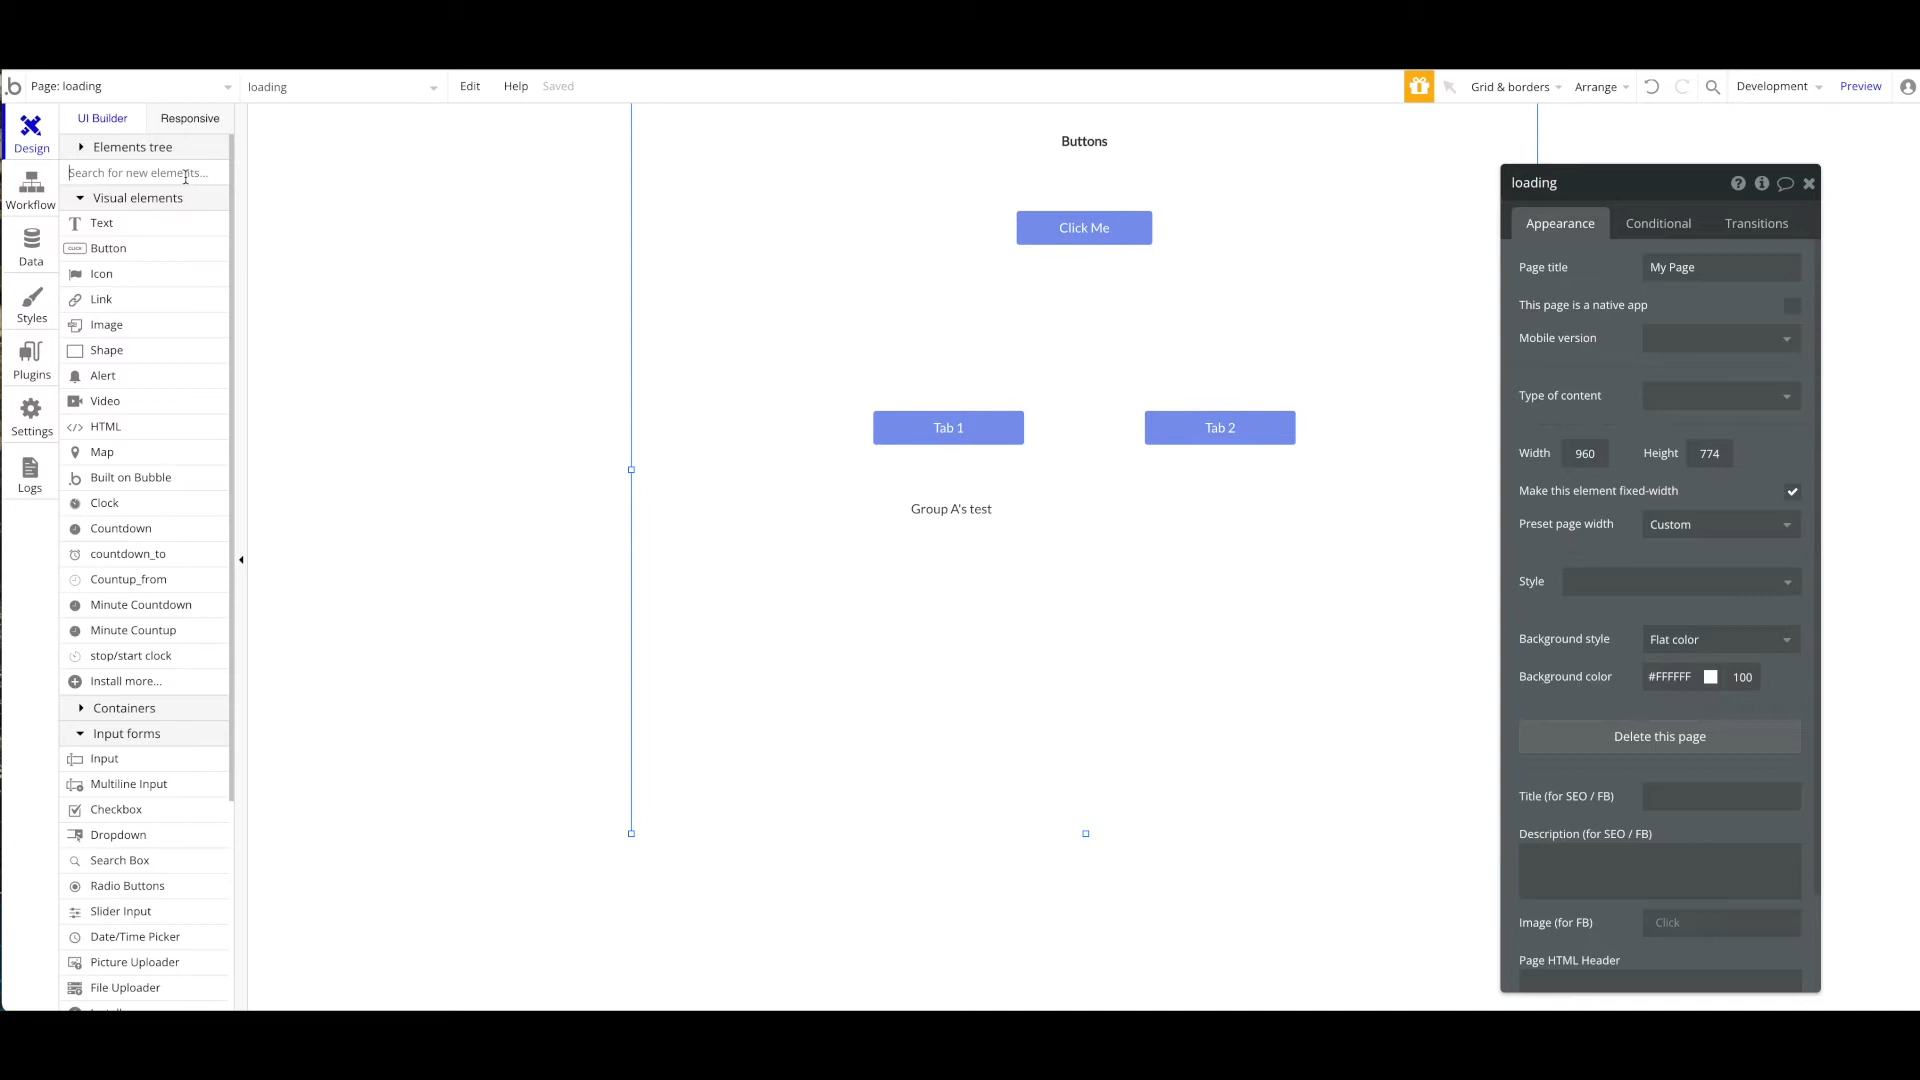 Page: loading
loading
Edit
Help
Saved
Grid & borders
Arrange
Development
Preview
Design
Workflow
Data
Styles
Plugins
Settings
Logs
UI Builder
Responsive
Elements tree
Search for new elements...
Visual elements
Text
CLICK
Button
Icon
Link
Image
Shape
Alert
Video
HTML
Map
Built on Bubble
Clock
Countdown
countdown_to
Countup_from
Minute Countdown
Minute Countup
stop/start clock
Install more...
Containers
Input forms
Input
Multiline Input
Checkbox
Dropdown
Search Box
Radio Buttons
Slider Input
Date/Time Picker
Picture Uploader
File Uploader
Buttons
Click Me
Tab 1
Tab 2
Group A's test
loading
Appearance
Conditional
Transitions
Page title
My Page
This page is a native app
Mobile version
Type of content
Width
960
Height
774
Make this element fixed-width
Preset page width
Custom
Style
Background style
Flat color
Background color
#FFFFFF
100
Delete this page
Title (for SEO / FB)
Description (for SEO / FB)
Image (for FB)
Click
Page HTML Header